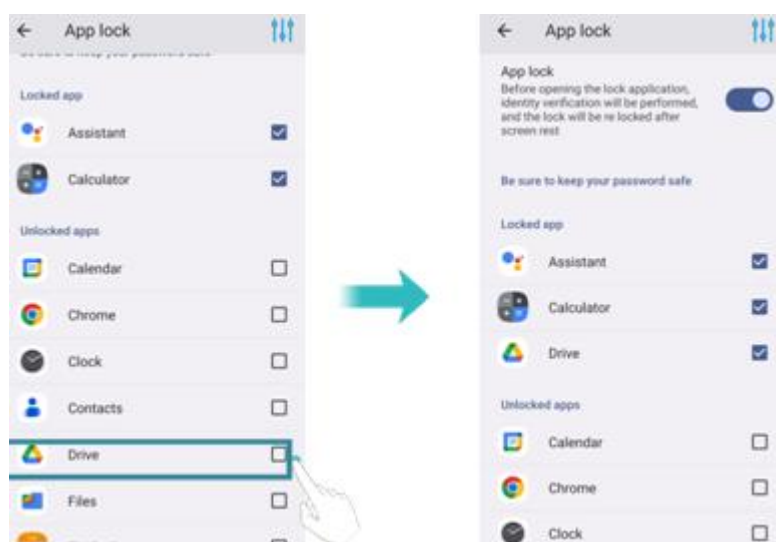 App lock
Locked app
Assistant
Calculator
Unlocked apps
Calendar
Chrome
Clock
Contacts
Drive
Files
App lock
App lock
Before opening the lock application,
identity verification will be performed,
and the lock will be re locked after
screen rest
Be sure to keep your password safe
Locked app
Assistant
Calculator
Drive
Unlocked apps
Calendar
Chrome
Clock